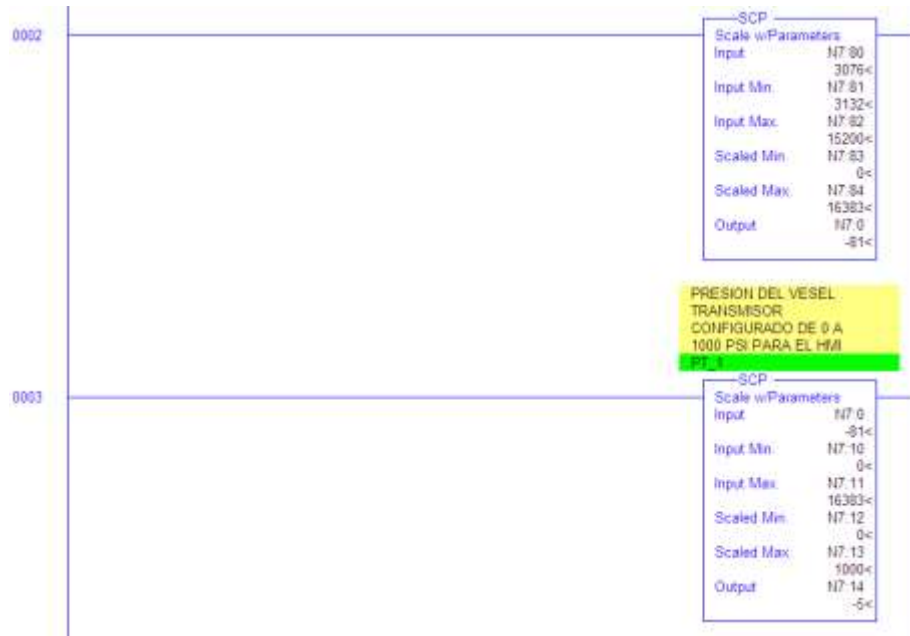 0002
SCP
Scale w/Parameters
Input N7:80
3076<
Input Min. N7:81
3132<
Input Max. N7:82
15200<
Scaled Min. N7:83
0<
Scaled Max. N7:84
16383<
Output N7:0
-81<
PRESION DEL VESEL
TRANSMISOR
CONFIGURADO DE 0 A
1000 PSI PARA EL HMI
PT_1
0003
SCP
Scale w/Parameters
Input N7:0
-81<
Input Min. N7:10
0<
Input Max. N7:11
16383<
Scaled Min. N7:12
0<
Scaled Max. N7:13
1000<
Output N7:14
-5<